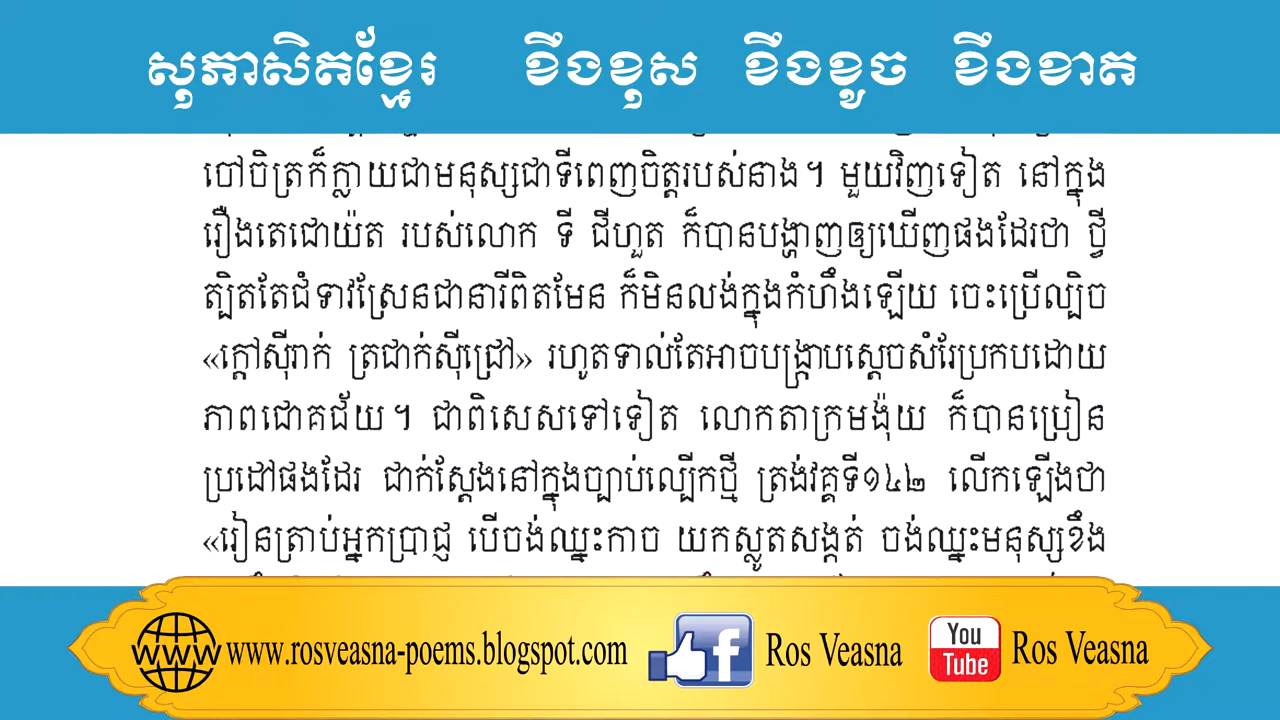 សុភាសិតខ្មែរ ខឹងខុស ខឹងខូច ខឹងខាត
ចៅចិត្រក៏ក្លាយជាមនុស្សជាទីពេញចិត្តរបស់នាង។ មួយវិញទៀត នៅក្នុង
រឿងតេជោយ៉ត របស់លោក ទី ជីហួត ក៏បានបង្ហាញឲ្យឃើញផងដែរថា ថ្វី
ត្បិតតែជំទាវស្រែនជានារីពិតមែន ក៏មិនលង់ក្នុងកំហឹងឡើយ ចេះប្រើល្បិច
«ក្ដៅស៊ីរាក់ ត្រជាក់ស៊ីជ្រៅ» រហូតទាល់តែអាចបង្ក្រាបស្ដេចសំរែប្រកបដោយ
ភាពជោគជ័យ។ ជាពិសេសទៅទៀត លោកតាក្រមង៉ុយ ក៏បានប្រៀន
ប្រដៅផងដែរ ជាក់ស្ដែងនៅក្នុងច្បាប់ល្បើកថ្មី ត្រង់វគ្គទី១៤២ លើកឡើងថា
«រៀនត្រាប់អ្នកប្រាជ្ញ បើចង់ឈ្នះកាច យកស្លូតសង្កត់ ចង់ឈ្នះមនុស្សខឹង
www.rosveasna-poems.blogspot.com Ros Veasna You Tube Ros Veasna